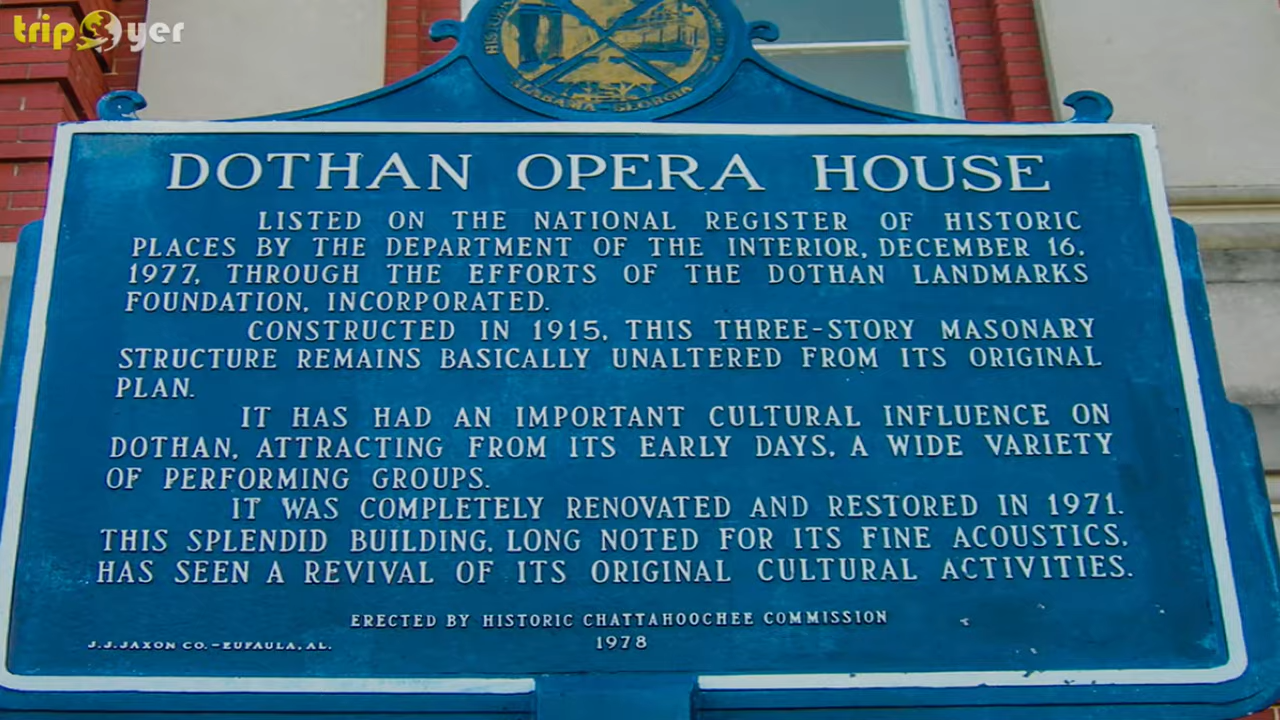 tripoyer
HISTORIC
ALABAMA GEORGIA
DOTHAN OPERA HOUSE
LISTED ON THE NATIONAL REGISTER OF HISTORIC
PLACES BY THE DEPARTMENT OF THE INTERIOR, DECEMBER 16,
1977, THROUGH THE EFFORTS OF THE DOTHAN LANDMARKS
FOUNDATION, INCORPORATED.
CONSTRUCTED IN 1915, THIS THREE-STORY MASONARY
STRUCTURE REMAINS BASICALLY UNALTERED FROM ITS ORIGINAL
PLAN.
IT HAS HAD AN IMPORTANT CULTURAL INFLUENCE ON
DOTHAN, ATTRACTING FROM ITS EARLY DAYS, A WIDE VARIETY
OF PERFORMING GROUPS.
IT WAS COMPLETELY RENOVATED AND RESTORED IN 1971.
THIS SPLENDID BUILDING, LONG NOTED FOR ITS FINE ACOUSTICS,
HAS SEEN A REVIVAL OF ITS ORIGINAL CULTURAL ACTIVITIES.
ERECTED BY HISTORIC CHATTAHOOCHEE COMMISSION
J.J.JAXON CO.-EUFAULA, AL. 1978